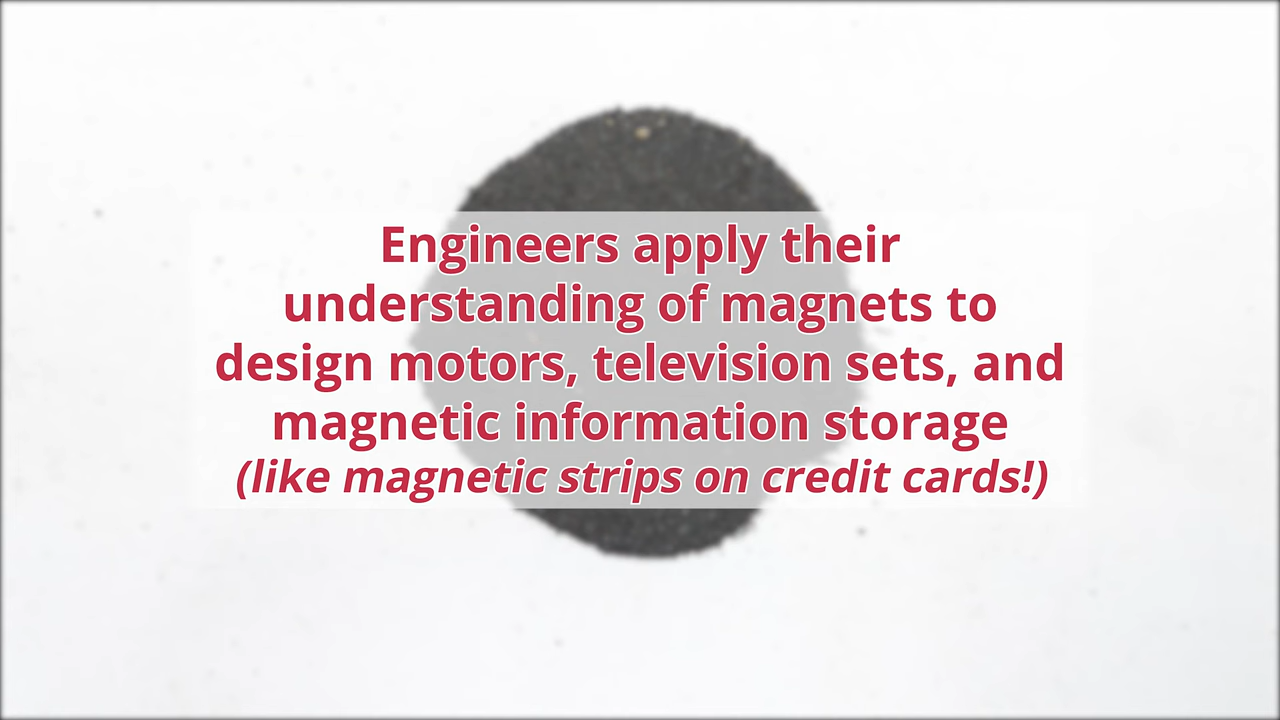 Engineers apply their
understanding of magnets to
design motors, television sets, and
magnetic information storage
(like magnetic strips on credit cards!)